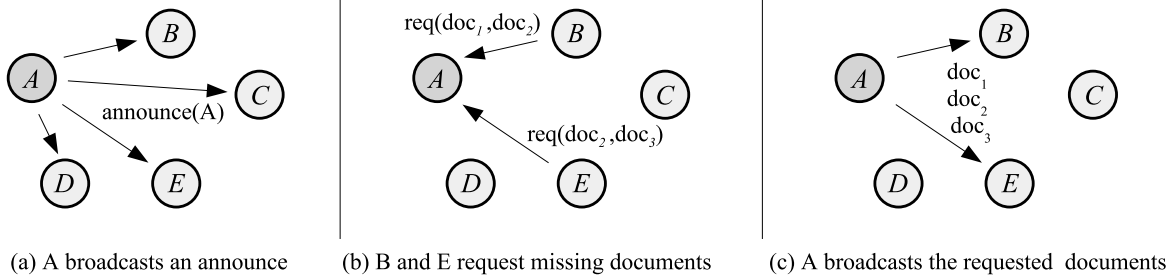 B
A
C
announce(A)
D
E
(a) A broadcasts an announce
req(doc1,doc2)
B
A
C
req(doc2,doc3)
D
E
(b) B and E request missing documents
B
A
doc1
C
doc2
doc3
D
E
(c) A broadcasts the requested documents